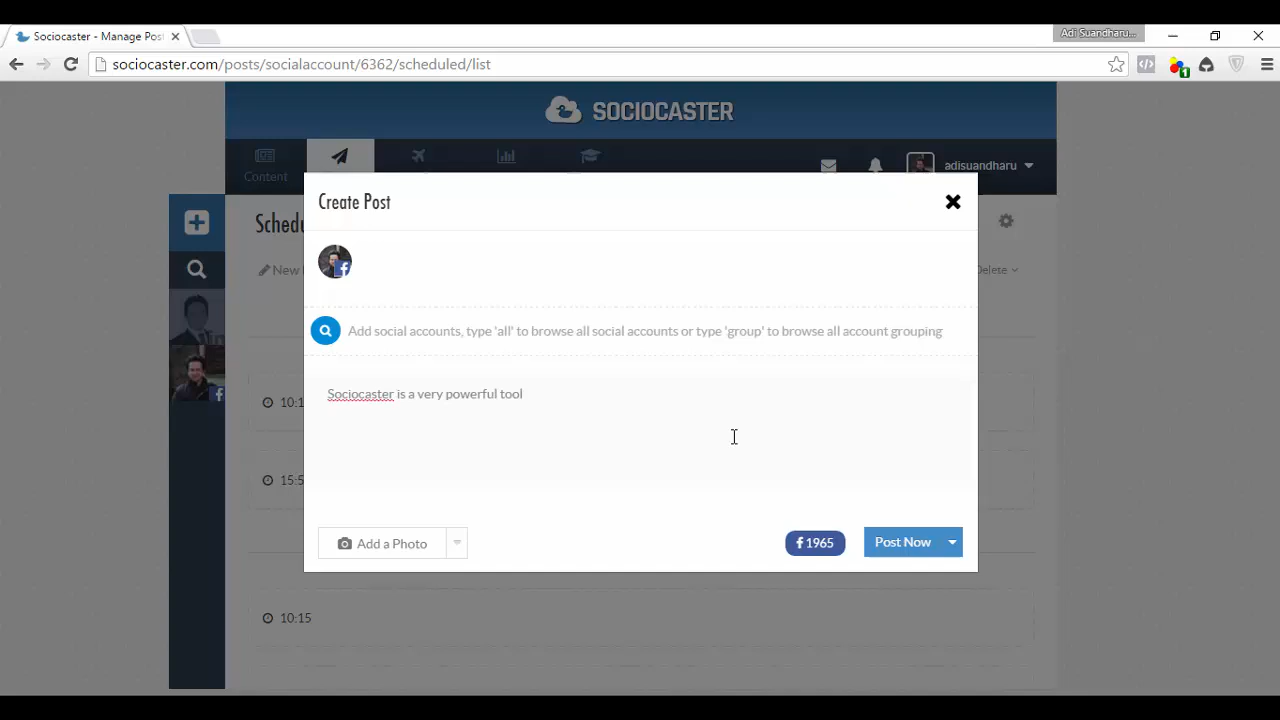 Sociocaster - Manage Pos
Adi Suandharu...
sociocaster.com/posts/socialaccount/6362/scheduled/list
1
SOCIOCASTER
Content
adisuandharu
Create Post
Sched
New
Delete
Add social accounts, type 'all' to browse all social accounts or type 'group' to browse all account grouping
Sociocaster is a very powerful tool
10:1
15:5
Add a Photo
1965
Post Now
10:15